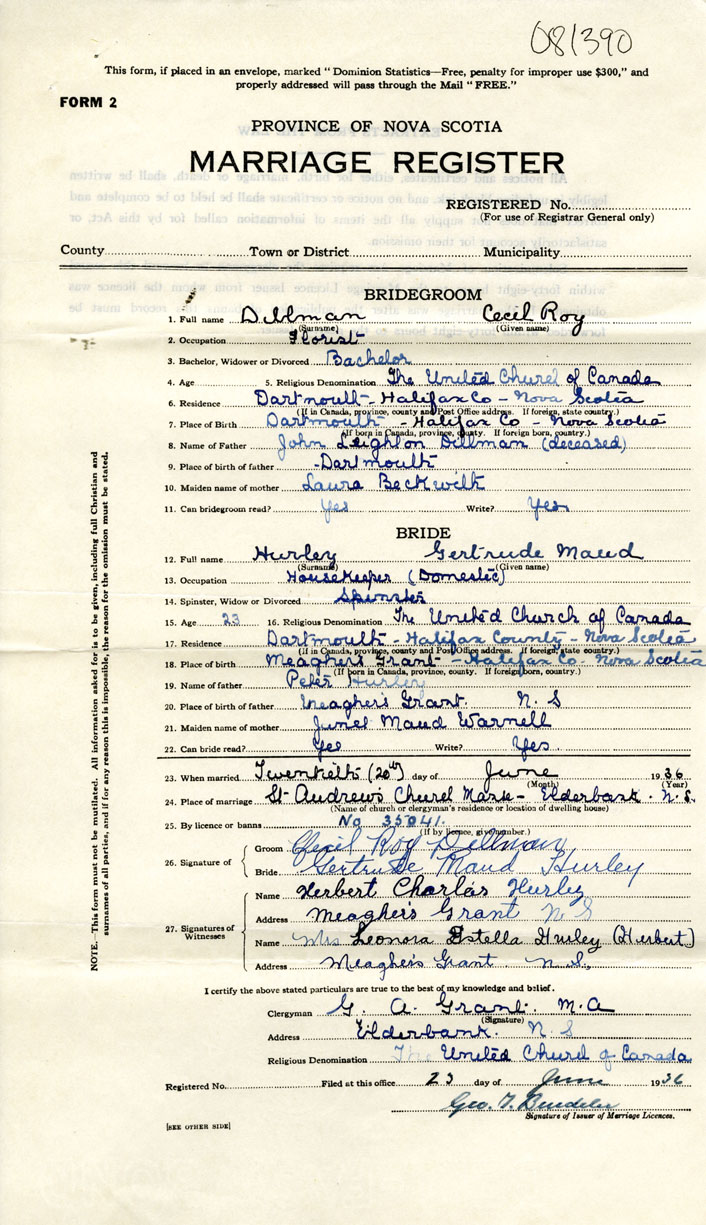 081390
This form, if placed in an envelope, marked "Dominion Statistics—Free, penalty for improper use $300," and
properly addressed will pass through the Mail "FREE."
FORM 2
PROVINCE OF NOVA SCOTIA
MARRIAGE REGISTER
REGISTERED No.
(For use of Registrar General only)
County Town or District Municipality
BRIDEGROOM
1. Full name Dillman Cecil Roy
(Surname) (Given name)
2. Occupation Florist
3. Bachelor, Widower or Divorced Bachelor
4. Age 5. Religious Denomination The United Church of Canada
6. Residence Dartmouth - Halifax Co - Nova Scotia
(If in Canada, province, county and Post Office address. If foreign, state country.)
7. Place of Birth Dartmouth - Halifax Co - Nova Scotia
(If born in Canada, province, county. If foreign born, country.)
8. Name of Father John Leighton Dillman (deceased)
9. Place of birth of father Dartmouth
10. Maiden name of mother Laura Beckwith
11. Can bridegroom read? Yes Write? Yes
BRIDE
12. Full name Hurley Gertrude Maud
(Surname) (Given name)
13. Occupation Housekeeper (Domestic)
14. Spinster, Widow or Divorced Spinster
15. Age 23 16. Religious Denomination The United Church of Canada
17. Residence Dartmouth - Halifax County - Nova Scotia
(If in Canada, province, county and Post Office address. If foreign state country.)
18. Place of birth Meagher's Grant - Halifax Co. Nova Scotia
(If born in Canada, province, county. If foreign born, country.)
19. Name of father Peter Hurley
20. Place of birth of father Meagher's Grant. N. S
21. Maiden name of mother Maud Warnell
22. Can bride read? Yes Write? Yes
23. When married Twentieth (20th) day of June 1936
(Month) (Year)
24. Place of marriage St Andrew's Church Manse - Elderbank. N. S.
(Name of church or clergyman's residence or location of dwelling house)
25. By licence or banns No 35041.
(If by licence, give number.)
26. Signature of Groom Cecil Roy Dillman
Bride Gertrude Maud Hurley
27. Signatures of Witnesses
Name Herbert Charles Hurley
Address Meagher's Grant N S
Name Mrs Leonora Estella Hurley (Herbert)
Address Meagher's Grant N. S.
I certify the above stated particulars are true to the best of my knowledge and belief.
Clergyman G. A. Grant. M.A
(Signature)
Address Elderbank. N. S
Religious Denomination The United Church of Canada
Registered No. Filed at this office 23 day of June 1936
Geo. T.
Signature of Issuer of Marriage Licences.
[SEE OTHER SIDE]
NOTE.—This form must not be mutilated. All information asked for is to be given, including full Christian and
surnames of all parties, and if for any reason this is impossible, the reason for the omission must be stated.